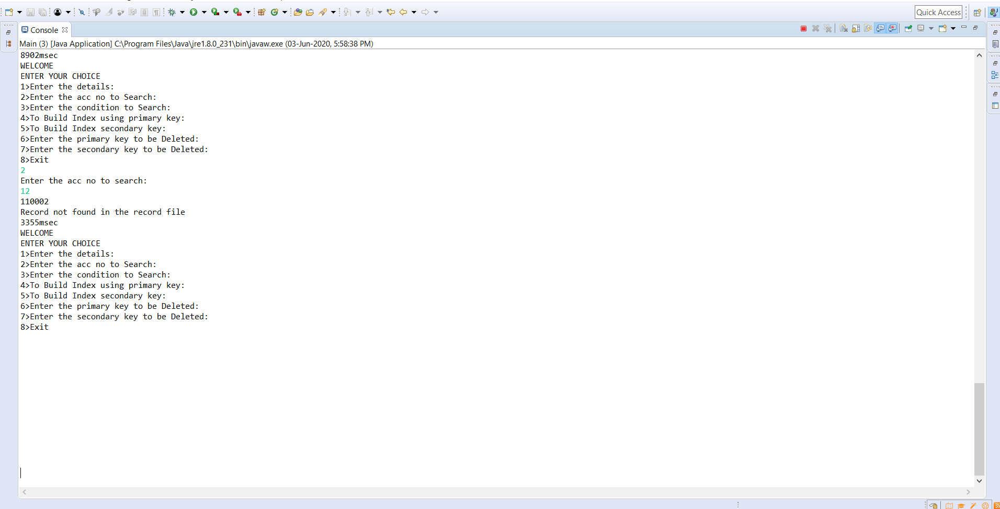 Quick Access
Console
Main (3) [Java Application] C:\Program Files\Java\jre1.8.0_231\bin\javaw.exe (03-Jun-2020, 5:58:38 PM)
8902msec
WELCOME
ENTER YOUR CHOICE
1>Enter the details:
2>Enter the acc no to Search:
3>Enter the condition to Search:
4>To Build Index using primary key:
5>To Build Index secondary key:
6>Enter the primary key to be Deleted:
7>Enter the secondary key to be Deleted:
8>Exit
2
Enter the acc no to search:
12
110002
Record not found in the record file
3355msec
WELCOME
ENTER YOUR CHOICE
1>Enter the details:
2>Enter the acc no to Search:
3>Enter the condition to Search:
4>To Build Index using primary key:
5>To Build Index secondary key:
6>Enter the primary key to be Deleted:
7>Enter the secondary key to be Deleted:
8>Exit